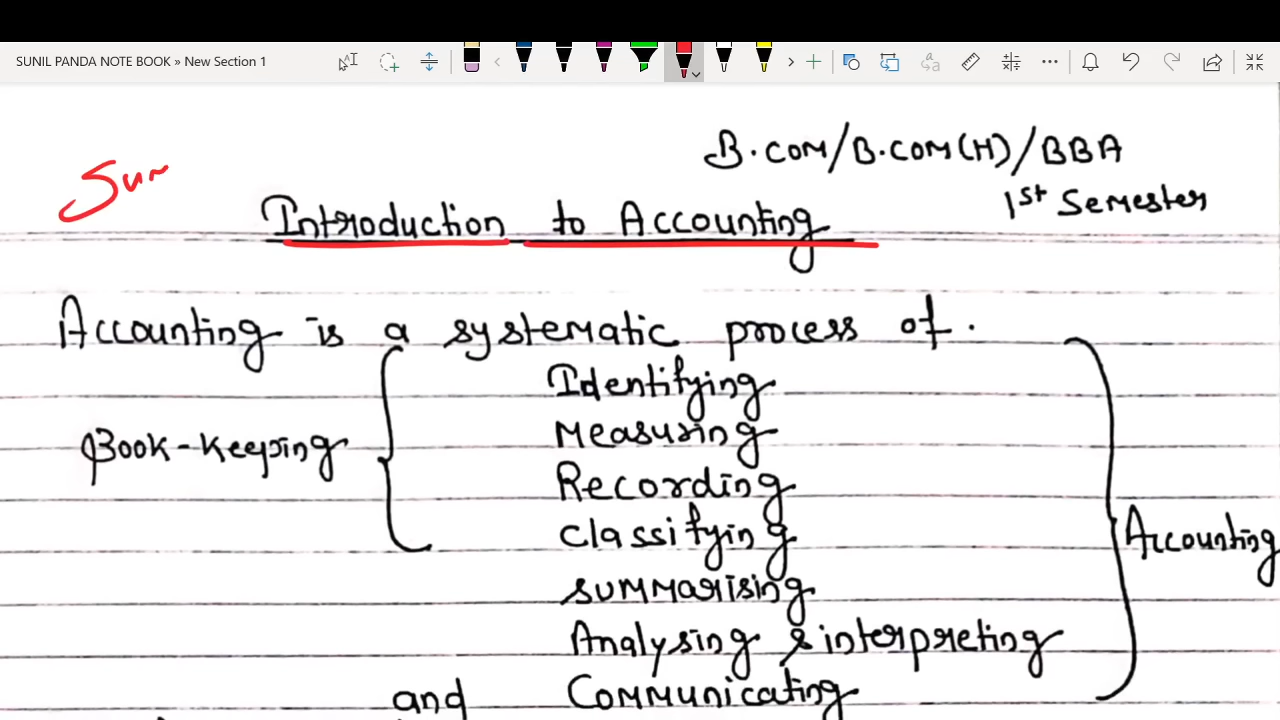 SUNIL PANDA NOTE BOOK » New Section 1
B.COM/B.COM(H)/BBA
1st Semester
Sun
Introduction to Accounting
Accounting is a systematic process of.
Identifying
Measuring
Book-Keeping
Recording
Classifying
Accounting
Summarising
Analysing & interpreting
and Communicating